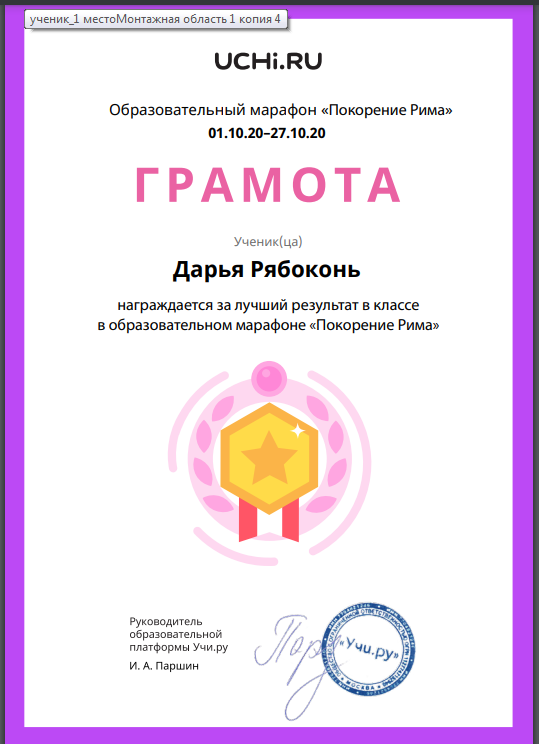 ученик_1 местоМонтажная область 1 копия 4
UCHi.RU
Образовательный марафон «Покорение Рима»
01.10.20–27.10.20
ГРАМОТА
Ученик(ца)
Дарья Рябоконь
награждается за лучший результат в классе
в образовательном марафоне «Покорение Рима»
Руководитель
образовательной
платформы Учи.ру
И. А. Паршин
«Учи.ру»
МОСКВА